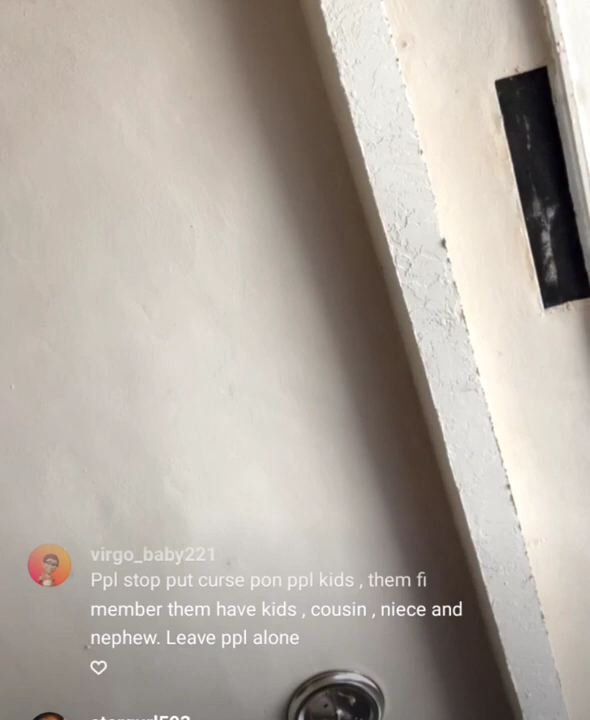 virgo_baby221
Ppl stop put curse pon ppl kids , them fi
member them have kids , cousin , niece and
nephew. Leave ppl alone